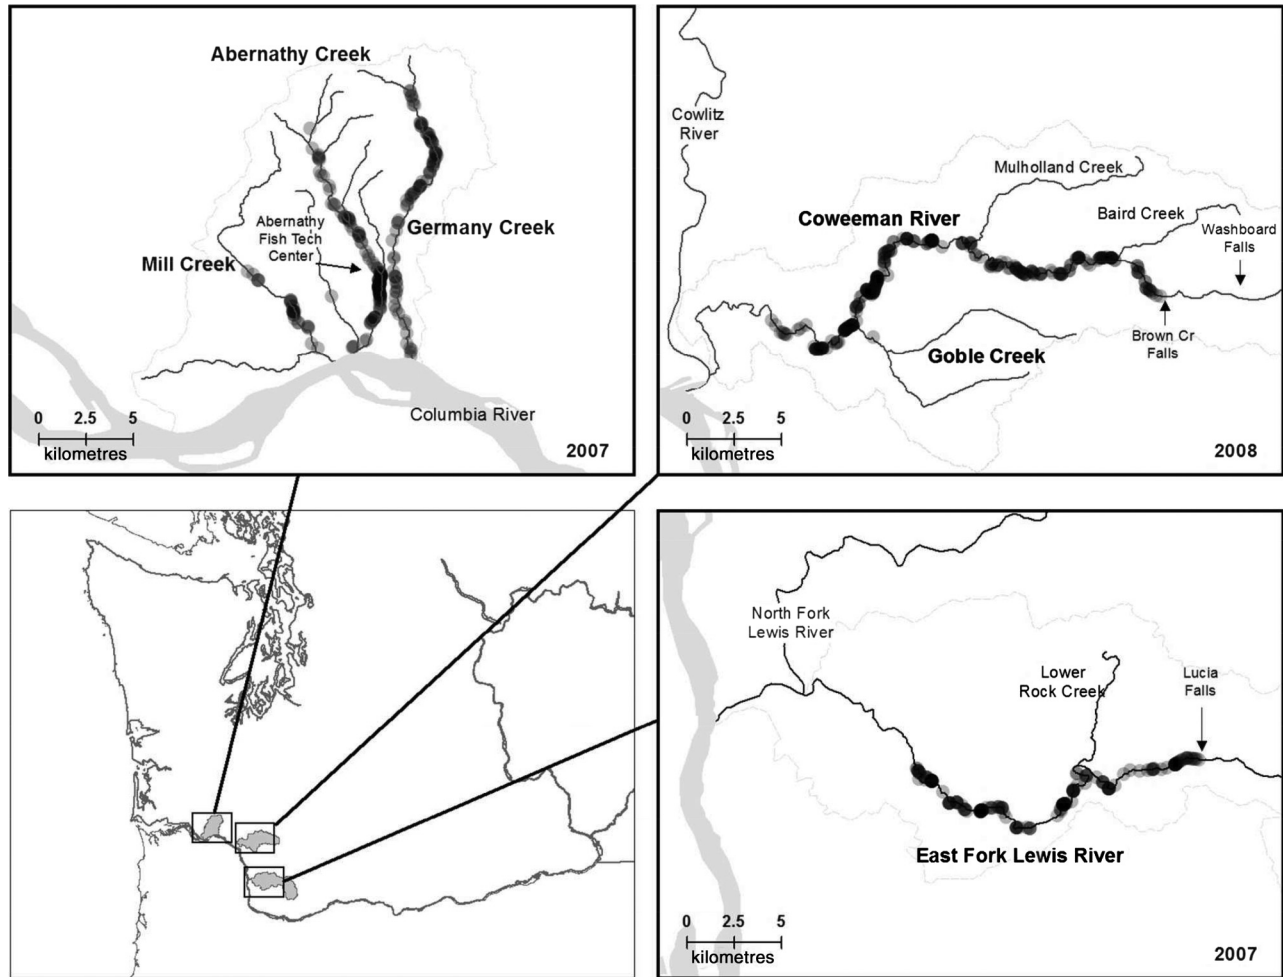 Abernathy Creek
Abernathy
Fish Tech
Center
Germany Creek
Mill Creek
Columbia River
0 2.5 5
kilometres
2007
Cowlitz
River
Mulholland Creek
Coweeman River
Baird Creek
Washboard
Falls
Goble Creek
Brown Cr
Falls
0 2.5 5
kilometres
2008
North Fork
Lewis River
Lower
Rock Creek
Lucia
Falls
East Fork Lewis River
0 2.5 5
kilometres
2007